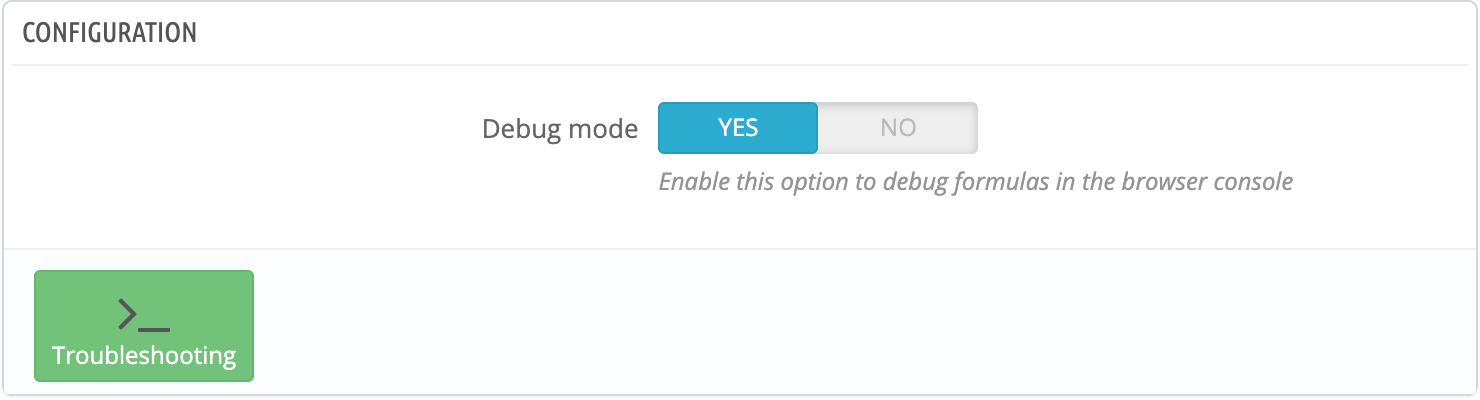 CONFIGURATION
Debug mode YES NO
Enable this option to debug formulas in the browser console
Troubleshooting